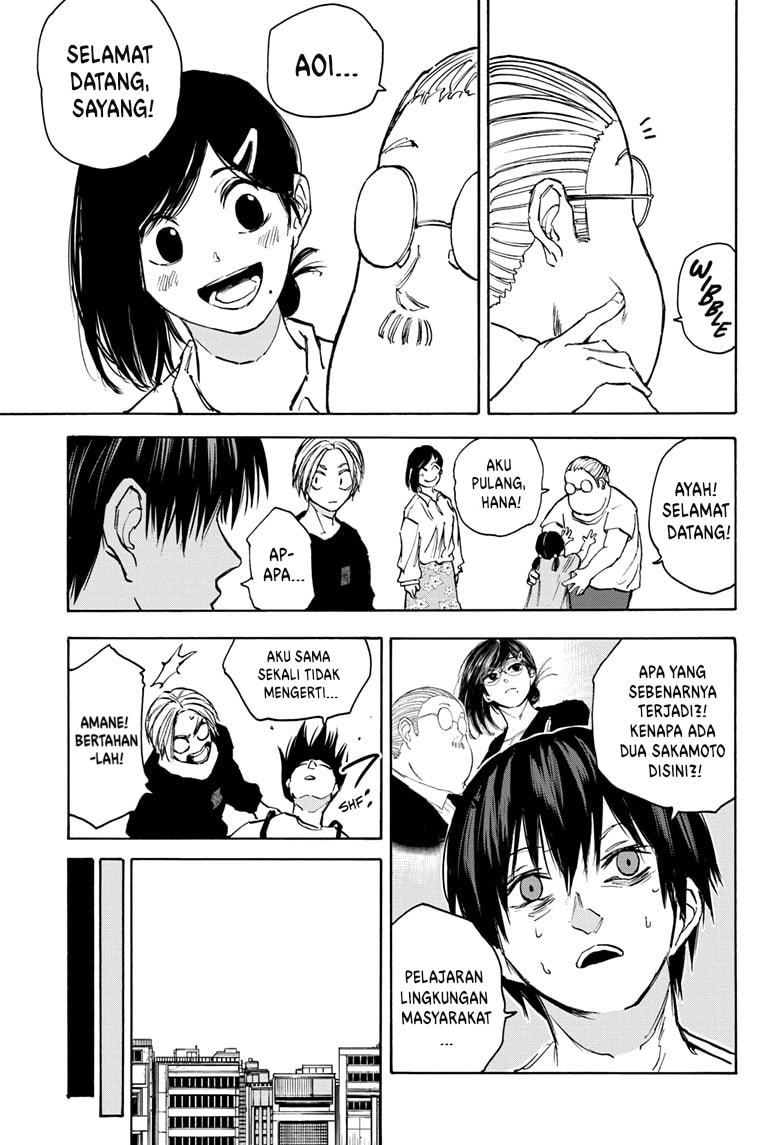 SELAMAT
DATANG,
SAYANG!
AOI...
WIBBLE
AP-
APA...
AKU
PULANG,
HANA!
AYAH!
SELAMAT
DATANG!
AMANE!
BERTAHAN
-LAH!
AKU SAMA
SEKALI TIDAK
MENGERTI...
SHF
APA YANG
SEBENARNYA
TERJADI?!
KENAPA ADA
DUA SAKAMOTO
DISINI?!
PELAJARAN
LINGKUNGAN
MASYARAKAT
...